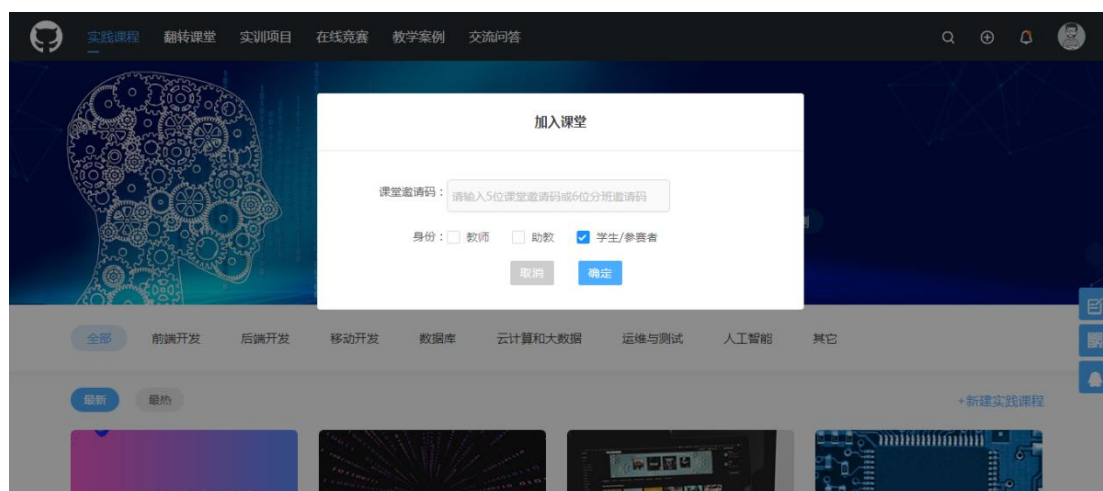 实践课程 翻转课堂 实训项目 在线竞赛 教学案例 交流问答
加入课堂
课堂邀请码：
请输入5位课堂邀请码或6位分班邀请码
身份： 教师 助教 学生/参赛者
取消 确定
全部 前端开发 后端开发 移动开发 数据库 云计算和大数据 运维与测试 人工智能 其它
最新 最热 +新建实践课程